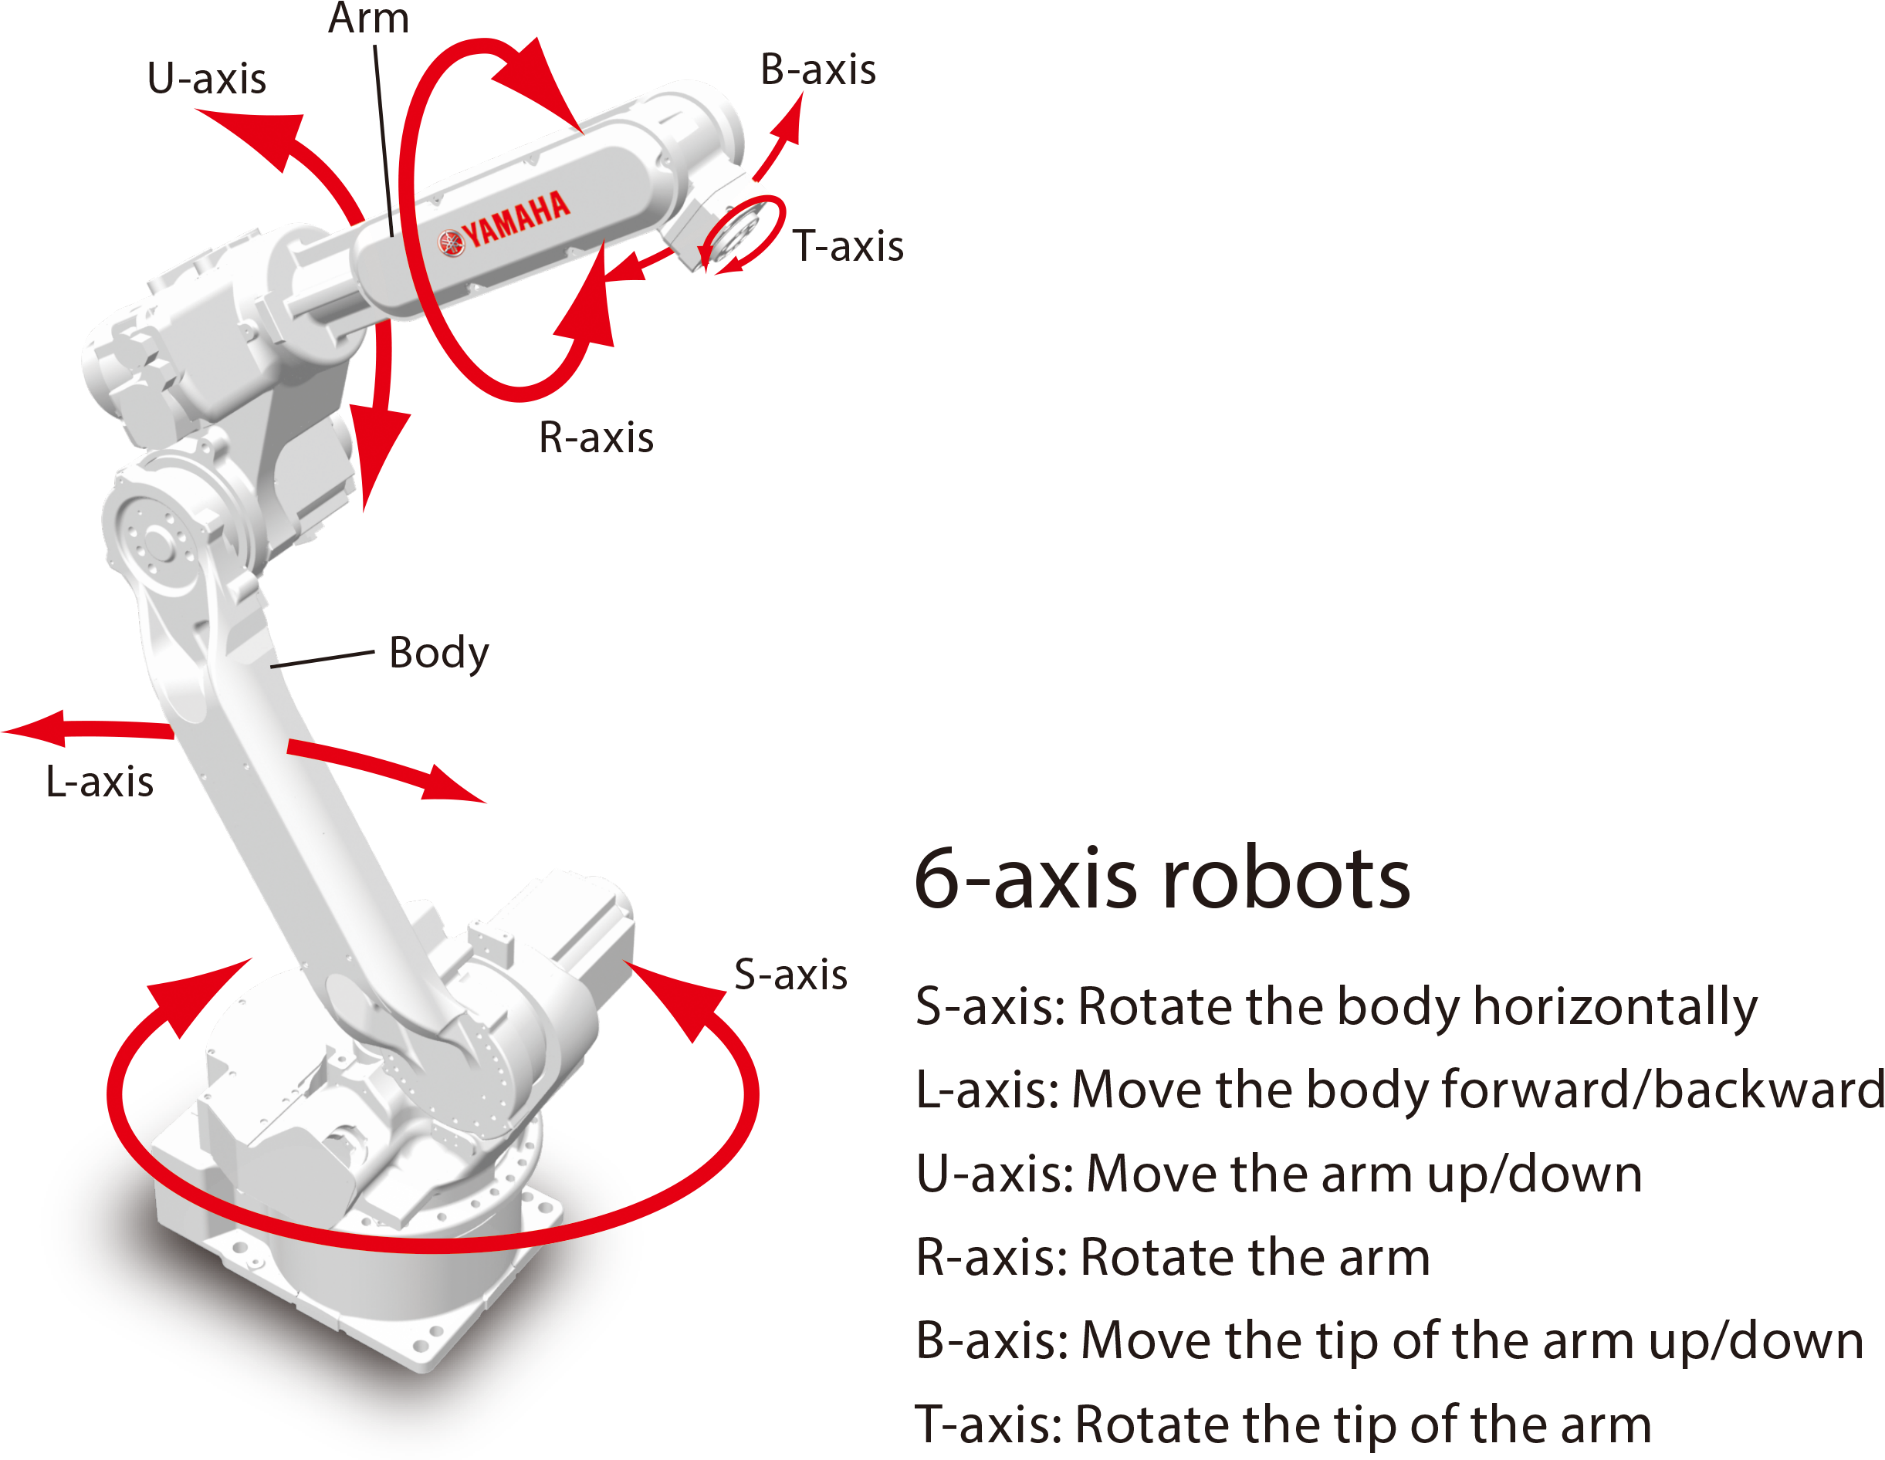 Arm
U-axis
B-axis
YAMAHA
T-axis
R-axis
Body
L-axis
S-axis
6-axis robots
S-axis: Rotate the body horizontally
L-axis: Move the body forward/backward
U-axis: Move the arm up/down
R-axis: Rotate the arm
B-axis: Move the tip of the arm up/down
T-axis: Rotate the tip of the arm